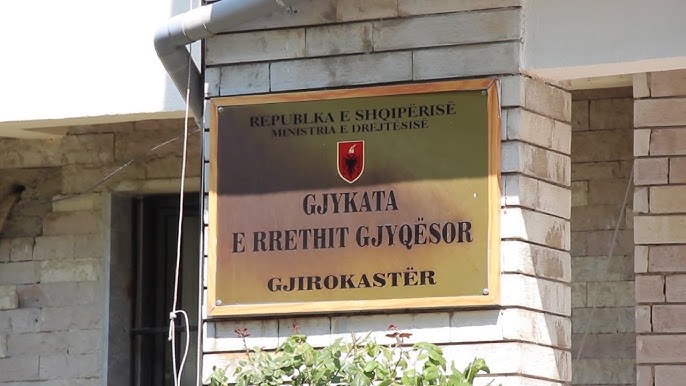 REPUBLKA E SHQIPËRISË
MINISTRIA E DREJTËSISË
GJYKATA
E RRETHIT GJYQËSOR
GJIROKASTËR